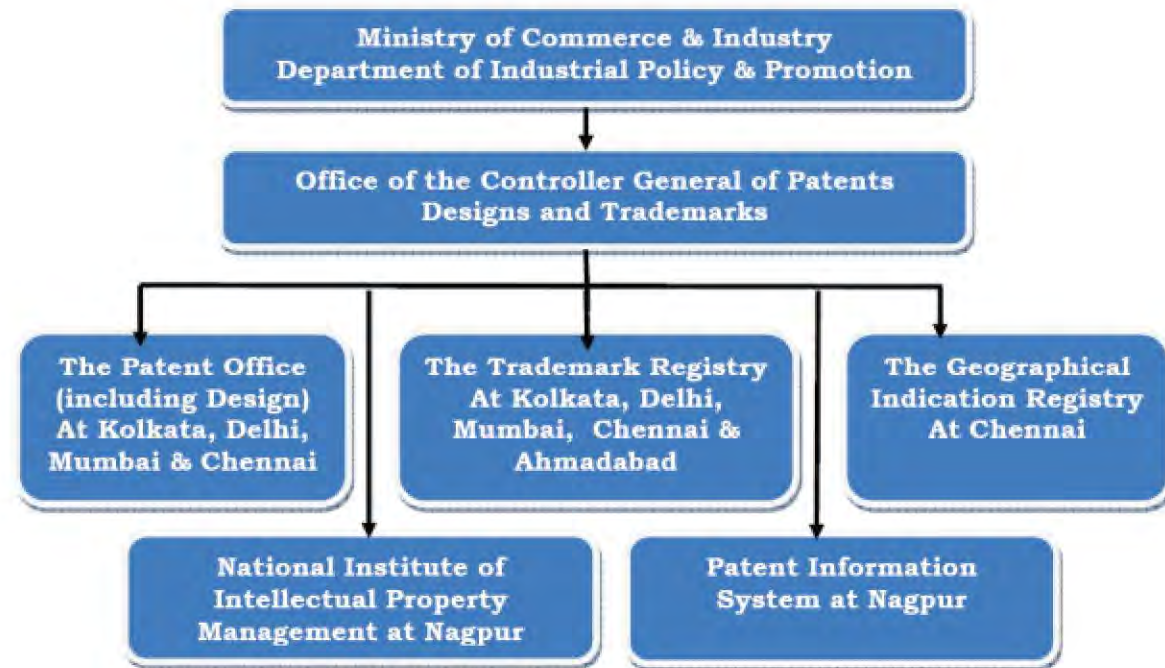 Ministry of Commerce & Industry
Department of Industrial Policy & Promotion
Office of the Controller General of Patents
Designs and Trademarks
The Patent Office
(including Design)
At Kolkata, Delhi,
Mumbai & Chennai
The Trademark Registry
At Kolkata, Delhi,
Mumbai, Chennai &
Ahmadabad
The Geographical
Indication Registry
At Chennai
National Institute of
Intellectual Property
Management at Nagpur
Patent Information
System at Nagpur